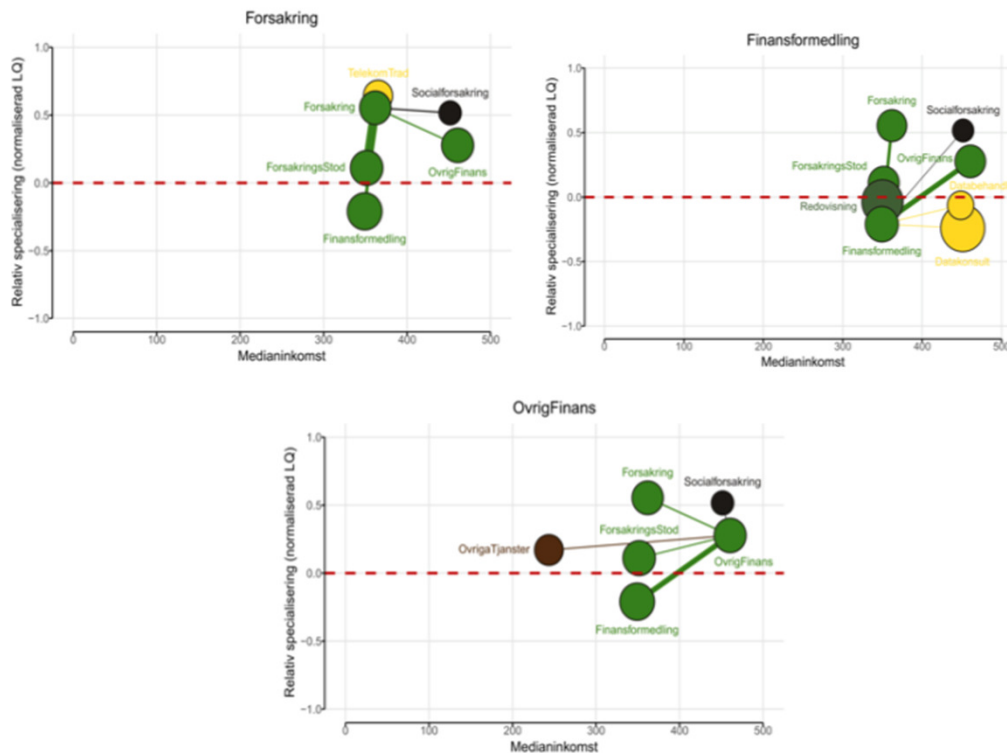 Forsakring
Relativ specialisering (normaliserad LQ)
1.0
0.5
0.0
−0.5
−1.0
TelekomTrad
Socialforsakring
Forsakring
ForsakringsStod
OvrigFinans
Finansformedling
0 100 200 300 400 500
Medianinkomst
Finansformedling
Relativ specialisering (normaliserad LQ)
1.0
0.5
0.0
−0.5
−1.0
Forsakring
Socialforsakring
ForsakringsStod
OvrigFinans
Databehandl
Redovisning
Finansformedling
Datakonsult
0 100 200 300 400 500
Medianinkomst
OvrigFinans
Relativ specialisering (normaliserad LQ)
1.0
0.5
0.0
−0.5
−1.0
Forsakring
Socialforsakring
ForsakringsStod
OvrigaTjanster
OvrigFinans
Finansformedling
0 100 200 300 400 500
Medianinkomst